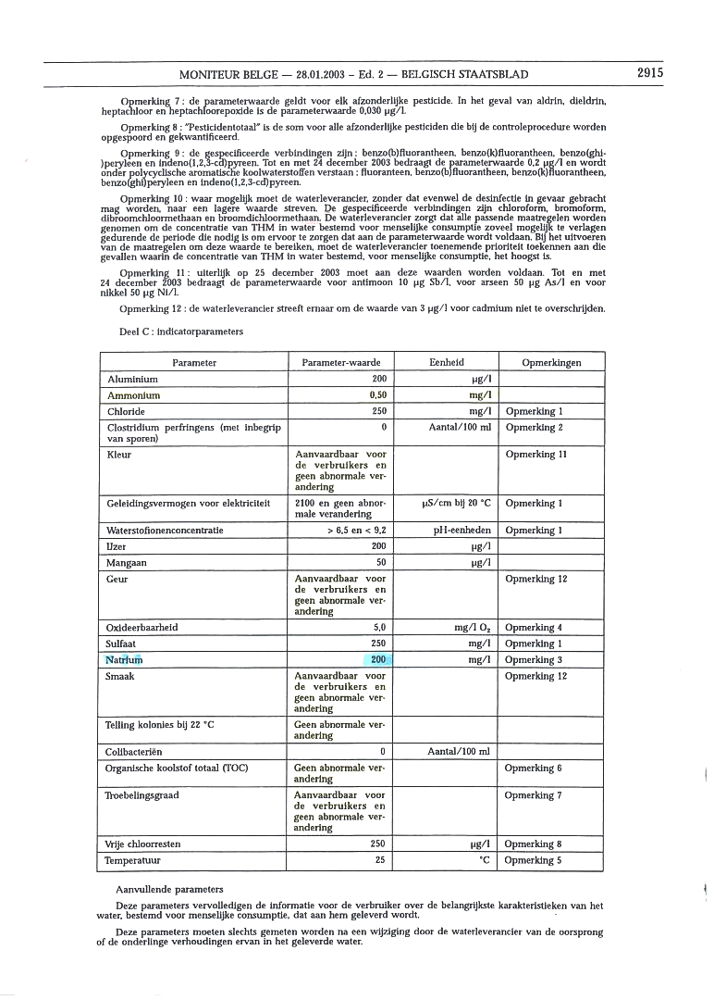 MONITEUR BELGE — 28.01.2003 – Ed. 2 — BELGISCH STAATSBLAD 2915
Opmerking 7 : de parameterwaarde geldt voor elk afzonderlijke pesticide. In het geval van aldrin, dieldrin,
heptachloor en heptachloorepoxide is de parameterwaarde 0,030 µg/l.
Opmerking 8 : "Pesticidentotaal" is de som voor alle afzonderlijke pesticiden die bij de controleprocedure worden
opgespoord en gekwantificeerd.
Opmerking 9 : de gespecificeerde verbindingen zijn : benzo(b)fluorantheen, benzo(k)fluorantheen, benzo(ghi-
)peryleen en indeno(1,2,3-cd)pyreen. Tot en met 24 december 2003 bedraagt de parameterwaarde 0,2 µg/l en wordt
onder polycyclische aromatische koolwaterstoffen verstaan : fluoranteen, benzo(b)fluorantheen, benzo(k)fluorantheen,
benzo(ghi)peryleen en indeno(1,2,3-cd)pyreen.
Opmerking 10 : waar mogelijk moet de waterleverancier, zonder dat evenwel de desinfectie in gevaar gebracht
mag worden, naar een lagere waarde streven. De gespecificeerde verbindingen zijn chloroform, bromoform,
dibroomchloormethaan en broomdichloormethaan. De waterleverancier zorgt dat alle passende maatregelen worden
genomen om de concentratie van THM in water bestemd voor menselijke consumptie zoveel mogelijk te verlagen
gedurende de periode die nodig is om ervoor te zorgen dat aan de parameterwaarde wordt voldaan. Bij het uitvoeren
van de maatregelen om deze waarde te bereiken, moet de waterleverancier toenemende prioriteit toekennen aan die
gevallen waarin de concentratie van THM in water bestemd, voor menselijke consumptie, het hoogst is.
Opmerking 11 : uiterlijk op 25 december 2003 moet aan deze waarden worden voldaan. Tot en met
24 december 2003 bedraagt de parameterwaarde voor antimoon 10 µg Sb/l, voor arseen 50 µg As/l en voor
nikkel 50 µg Ni/l.
Opmerking 12 : de waterleverancier streeft ernaar om de waarde van 3 µg/l voor cadmium niet te overschrijden.
Deel C : indicatorparameters
Parameter Parameter-waarde Eenheid Opmerkingen
Aluminium 200 µg/l
Ammonium 0,50 mg/l
Chloride 250 mg/l Opmerking 1
Clostridium perfringens (met inbegrip 0 Aantal/100 ml Opmerking 2
van sporen)
Kleur Aanvaardbaar voor Opmerking 11
de verbruikers en
geen abnormale ver-
andering
Geleidingsvermogen voor elektriciteit 2100 en geen abnor- µS/cm bij 20 °C Opmerking 1
male verandering
Waterstofionenconcentratie > 6,5 en < 9,2 pH-eenheden Opmerking 1
IJzer 200 µg/l
Mangaan 50 µg/l
Geur Aanvaardbaar voor Opmerking 12
de verbruikers en
geen abnormale ver-
andering
Oxideerbaarheid 5,0 mg/l O₂ Opmerking 4
Sulfaat 250 mg/l Opmerking 1
Natrium 200 mg/l Opmerking 3
Smaak Aanvaardbaar voor Opmerking 12
de verbruikers en
geen abnormale ver-
andering
Telling kolonies bij 22 °C Geen abnormale ver-
andering
Colibacteriën 0 Aantal/100 ml
Organische koolstof totaal (TOC) Geen abnormale ver- Opmerking 6
andering
Troebelingsgraad Aanvaardbaar voor Opmerking 7
de verbruikers en
geen abnormale ver-
andering
Vrije chloorresten 250 µg/l Opmerking 8
Temperatuur 25 °C Opmerking 5
Aanvullende parameters
Deze parameters vervolledigen de informatie voor de verbruiker over de belangrijkste karakteristieken van het
water, bestemd voor menselijke consumptie, dat aan hem geleverd wordt.
Deze parameters moeten slechts gemeten worden na een wijziging door de waterleverancier van de oorsprong
of de onderlinge verhoudingen ervan in het geleverde water.